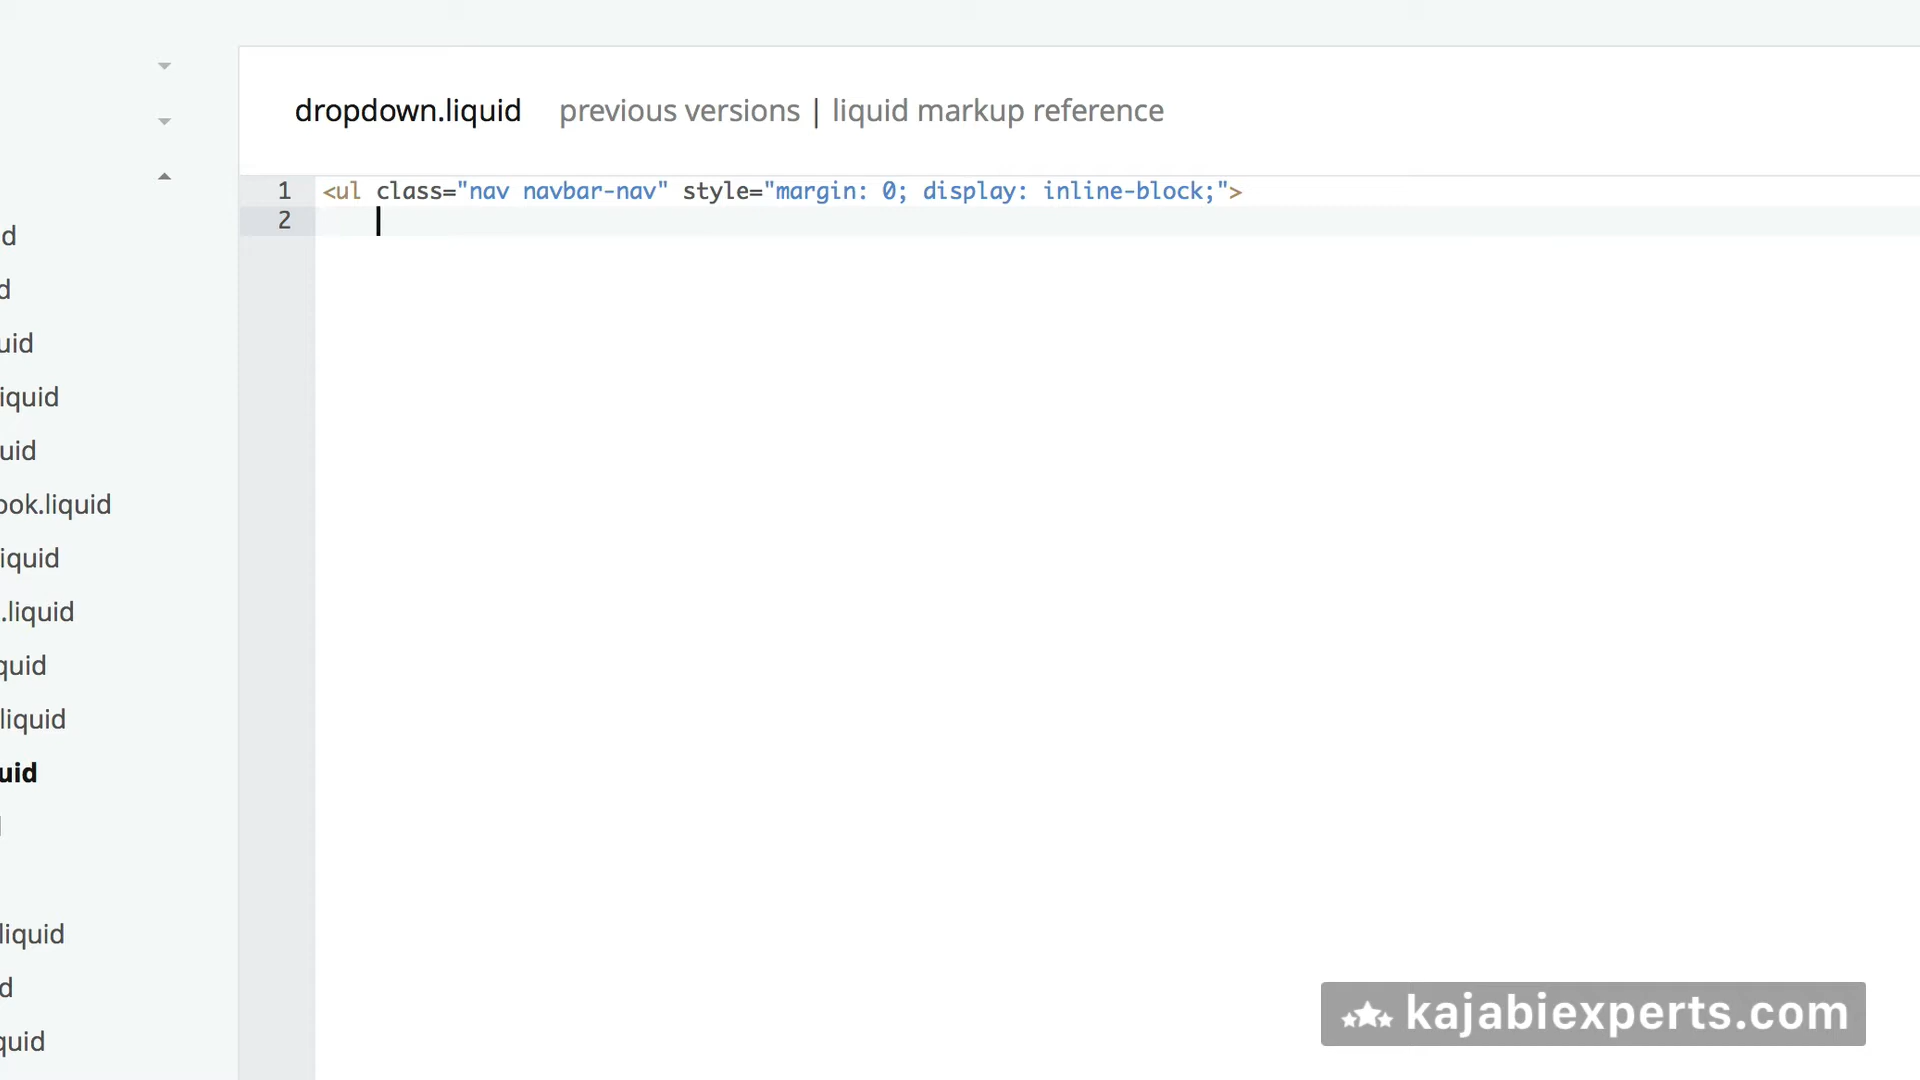 dropdown.liquid previous versions | liquid markup reference
1 <ul class="nav navbar-nav" style="margin: 0; display: inline-block;">
2
d
d
uid
iquid
uid
ook.liquid
iquid
.liquid
quid
liquid
uid
liquid
d
quid
kajabiexperts.com